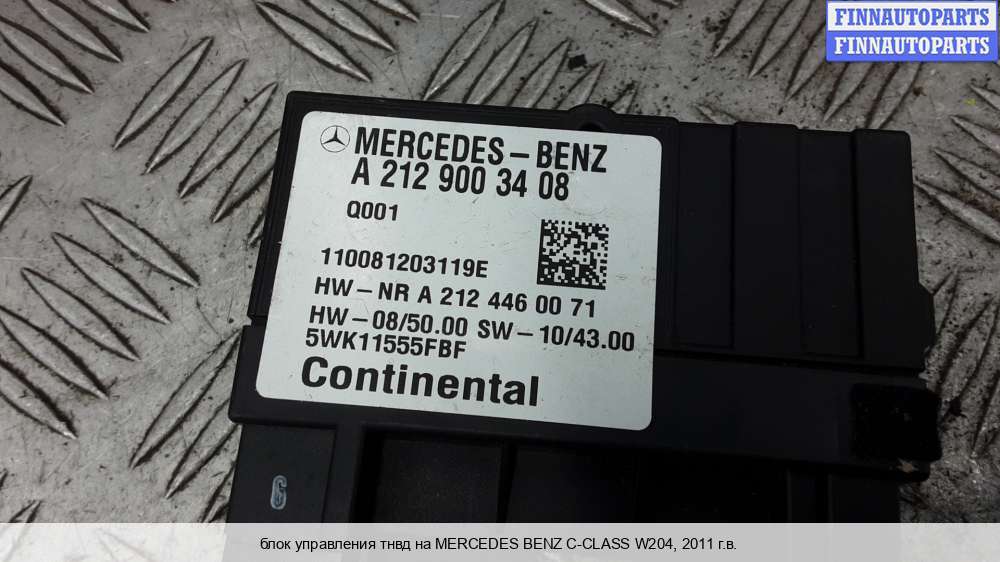 FINNAUTOPARTS
FINNAUTOPARTS
MERCEDES-BENZ
A 212 900 34 08
Q001
110081203119E
HW-NR A 212 446 00 71
HW-08/50.00 SW-10/43.00
5WK11555FBF
Continental
6
блок управления тнвд на MERCEDES BENZ C-CLASS W204, 2011 г.в.